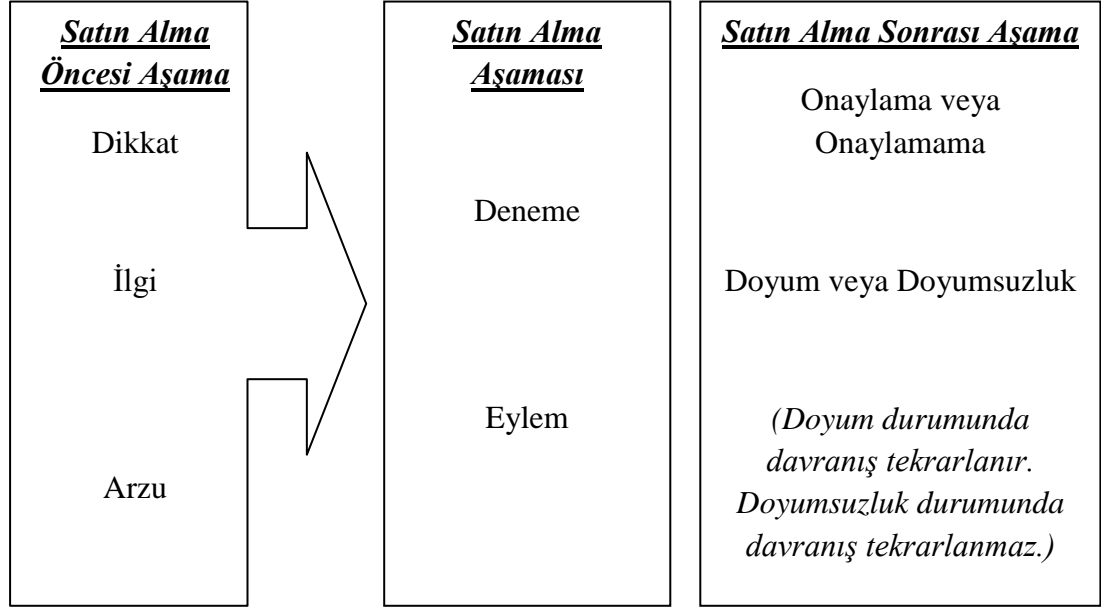 Satın Alma
Öncesi Aşama
Dikkat
İlgi
Arzu
Satın Alma
Aşaması
Deneme
Eylem
Satın Alma Sonrası Aşama
Onaylama veya
Onaylamama
Doyum veya Doyumsuzluk
(Doyum durumunda
davranış tekrarlanır.
Doyumsuzluk durumunda
davranış tekrarlanmaz.)